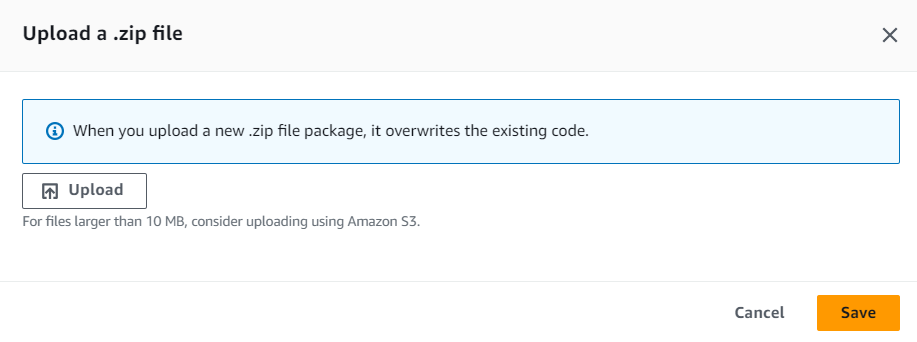 Upload a .zip file
When you upload a new .zip file package, it overwrites the existing code.
Upload
For files larger than 10 MB, consider uploading using Amazon S3.
Cancel
Save